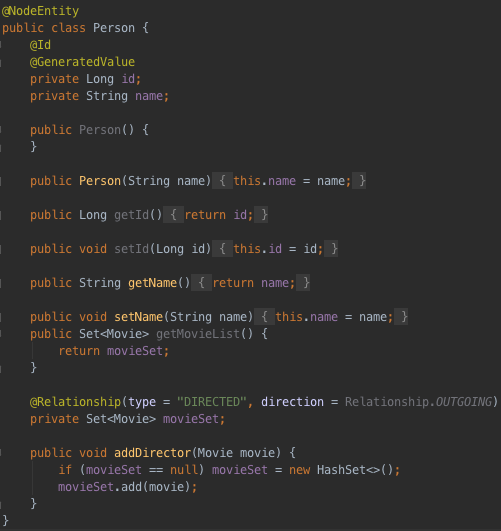 @NodeEntity
public class Person {
    @Id
    @GeneratedValue
    private Long id;
    private String name;

    public Person() {
    }

    public Person(String name) { this.name = name; }

    public Long getId() { return id; }

    public void setId(Long id) { this.id = id; }

    public String getName() { return name; }

    public void setName(String name) { this.name = name; }
    public Set<Movie> getMovieList() {
        return movieSet;
    }

    @Relationship(type = "DIRECTED", direction = Relationship.OUTGOING)
    private Set<Movie> movieSet;

    public void addDirector(Movie movie) {
        if (movieSet == null) movieSet = new HashSet<>();
        movieSet.add(movie);
    }
}